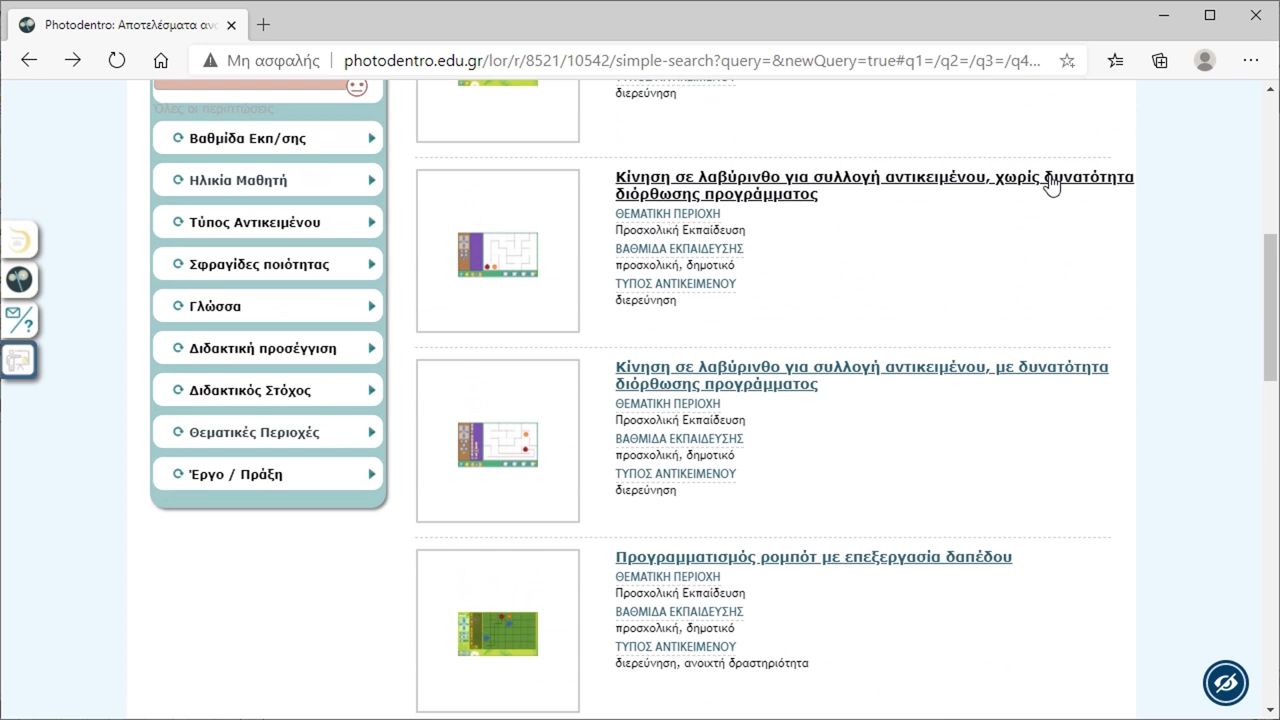 Photodentro: Αποτελέσματα ανα
Μη ασφαλής
photodentro.edu.gr/lor/r/8521/10542/simple-search?query=&newQuery=true#q1=/q2=/q3=/q4...
Όλες οι περιπτώσεις
Βαθμίδα Εκπ/σης
Ηλικία Μαθητή
Τύπος Αντικειμένου
Σφραγίδες ποιότητας
Γλώσσα
Διδακτική προσέγγιση
Διδακτικός Στόχος
Θεματικές Περιοχές
Έργο / Πράξη
διερεύνηση
Κίνηση σε λαβύρινθο για συλλογή αντικειμένου, χωρίς δυνατότητα
διόρθωσης προγράμματος
ΘΕΜΑΤΙΚΗ ΠΕΡΙΟΧΗ
Προσχολική Εκπαίδευση
ΒΑΘΜΙΔΑ ΕΚΠΑΙΔΕΥΣΗΣ
προσχολική, δημοτικό
ΤΥΠΟΣ ΑΝΤΙΚΕΙΜΕΝΟΥ
διερεύνηση
Κίνηση σε λαβύρινθο για συλλογή αντικειμένου, με δυνατότητα
διόρθωσης προγράμματος
ΘΕΜΑΤΙΚΗ ΠΕΡΙΟΧΗ
Προσχολική Εκπαίδευση
ΒΑΘΜΙΔΑ ΕΚΠΑΙΔΕΥΣΗΣ
προσχολική, δημοτικό
ΤΥΠΟΣ ΑΝΤΙΚΕΙΜΕΝΟΥ
διερεύνηση
Προγραμματισμός ρομπότ με επεξεργασία δαπέδου
ΘΕΜΑΤΙΚΗ ΠΕΡΙΟΧΗ
Προσχολική Εκπαίδευση
ΒΑΘΜΙΔΑ ΕΚΠΑΙΔΕΥΣΗΣ
προσχολική, δημοτικό
ΤΥΠΟΣ ΑΝΤΙΚΕΙΜΕΝΟΥ
διερεύνηση, ανοιχτή δραστηριότητα